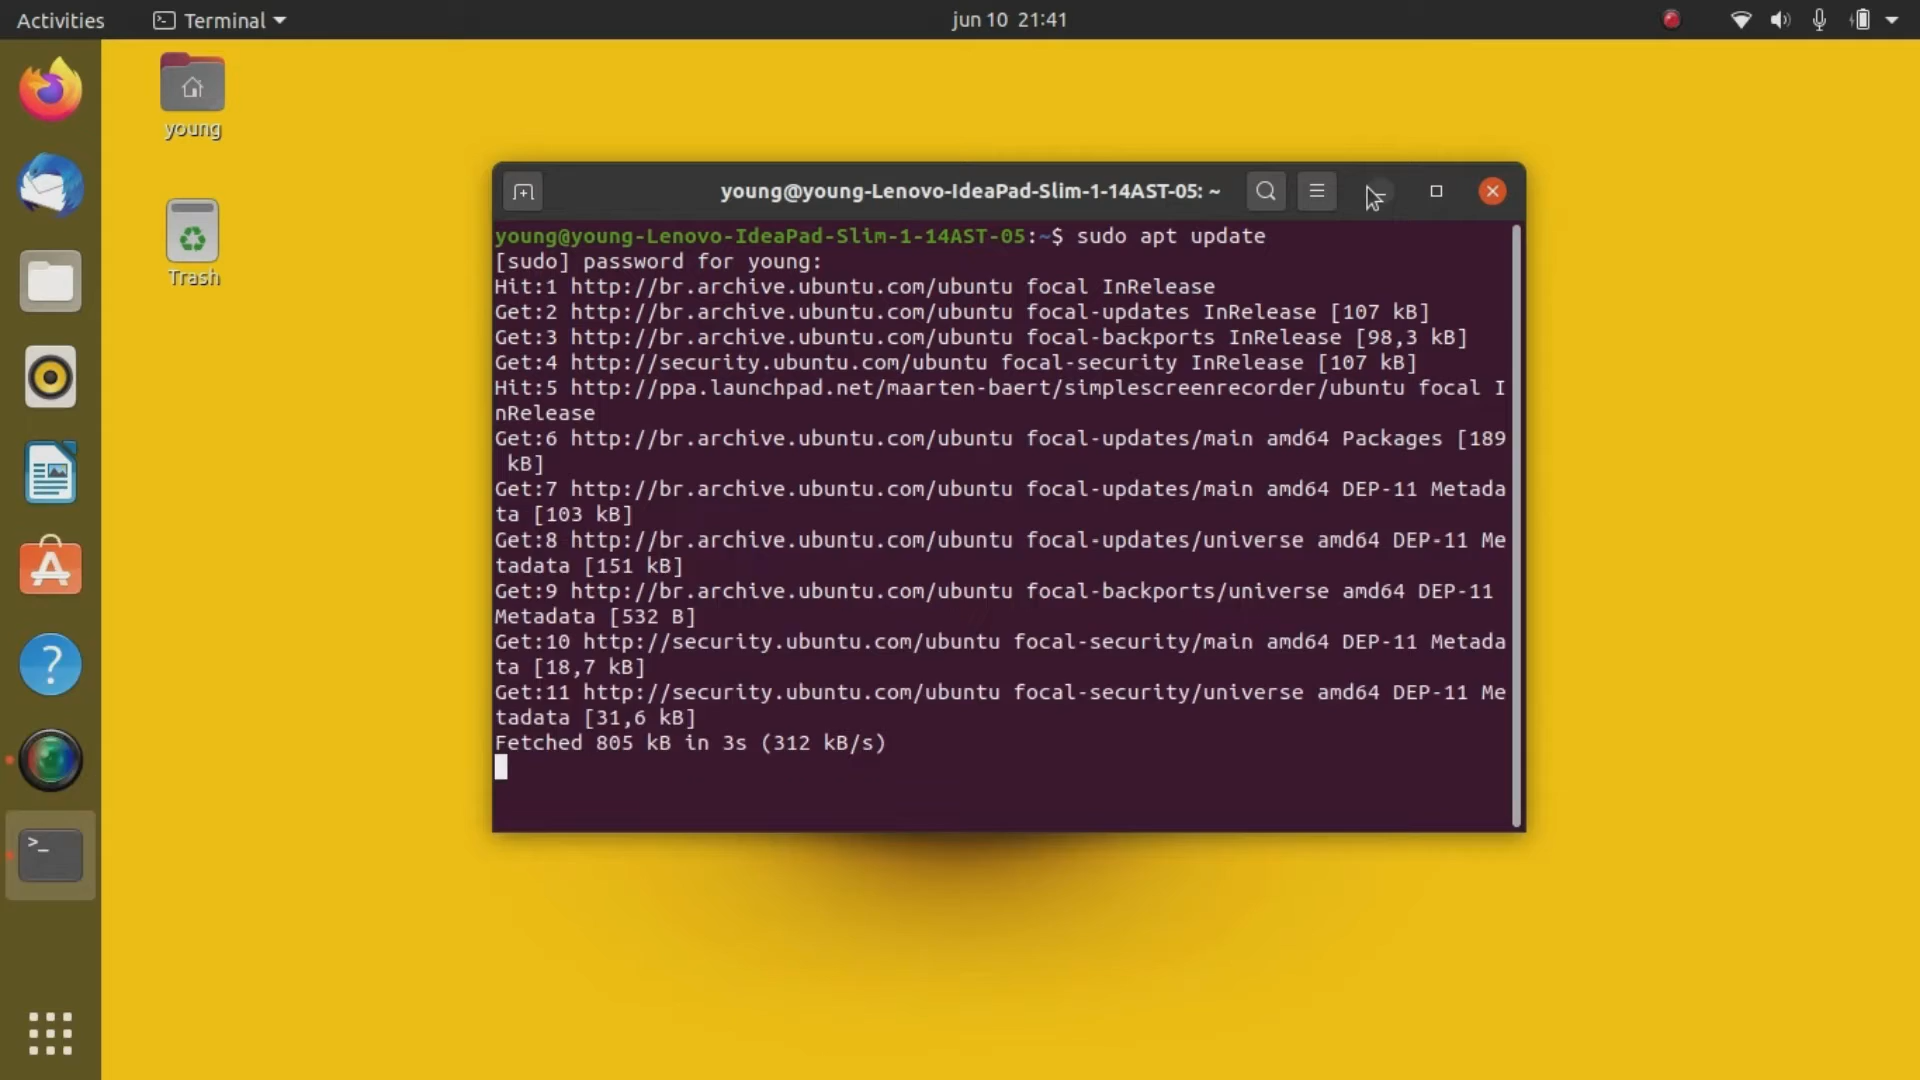 Activities
Terminal
jun 10 21:41
young
Trash
young@young-Lenovo-IdeaPad-Slim-1-14AST-05: ~
young@young-Lenovo-IdeaPad-Slim-1-14AST-05:~$ sudo apt update
[sudo] password for young:
Hit:1 http://br.archive.ubuntu.com/ubuntu focal InRelease
Get:2 http://br.archive.ubuntu.com/ubuntu focal-updates InRelease [107 kB]
Get:3 http://br.archive.ubuntu.com/ubuntu focal-backports InRelease [98,3 kB]
Get:4 http://security.ubuntu.com/ubuntu focal-security InRelease [107 kB]
Hit:5 http://ppa.launchpad.net/maarten-baert/simplescreenrecorder/ubuntu focal I
nRelease
Get:6 http://br.archive.ubuntu.com/ubuntu focal-updates/main amd64 Packages [189
 kB]
Get:7 http://br.archive.ubuntu.com/ubuntu focal-updates/main amd64 DEP-11 Metada
ta [103 kB]
Get:8 http://br.archive.ubuntu.com/ubuntu focal-updates/universe amd64 DEP-11 Me
tadata [151 kB]
Get:9 http://br.archive.ubuntu.com/ubuntu focal-backports/universe amd64 DEP-11
Metadata [532 B]
Get:10 http://security.ubuntu.com/ubuntu focal-security/main amd64 DEP-11 Metada
ta [18,7 kB]
Get:11 http://security.ubuntu.com/ubuntu focal-security/universe amd64 DEP-11 Me
tadata [31,6 kB]
Fetched 805 kB in 3s (312 kB/s)